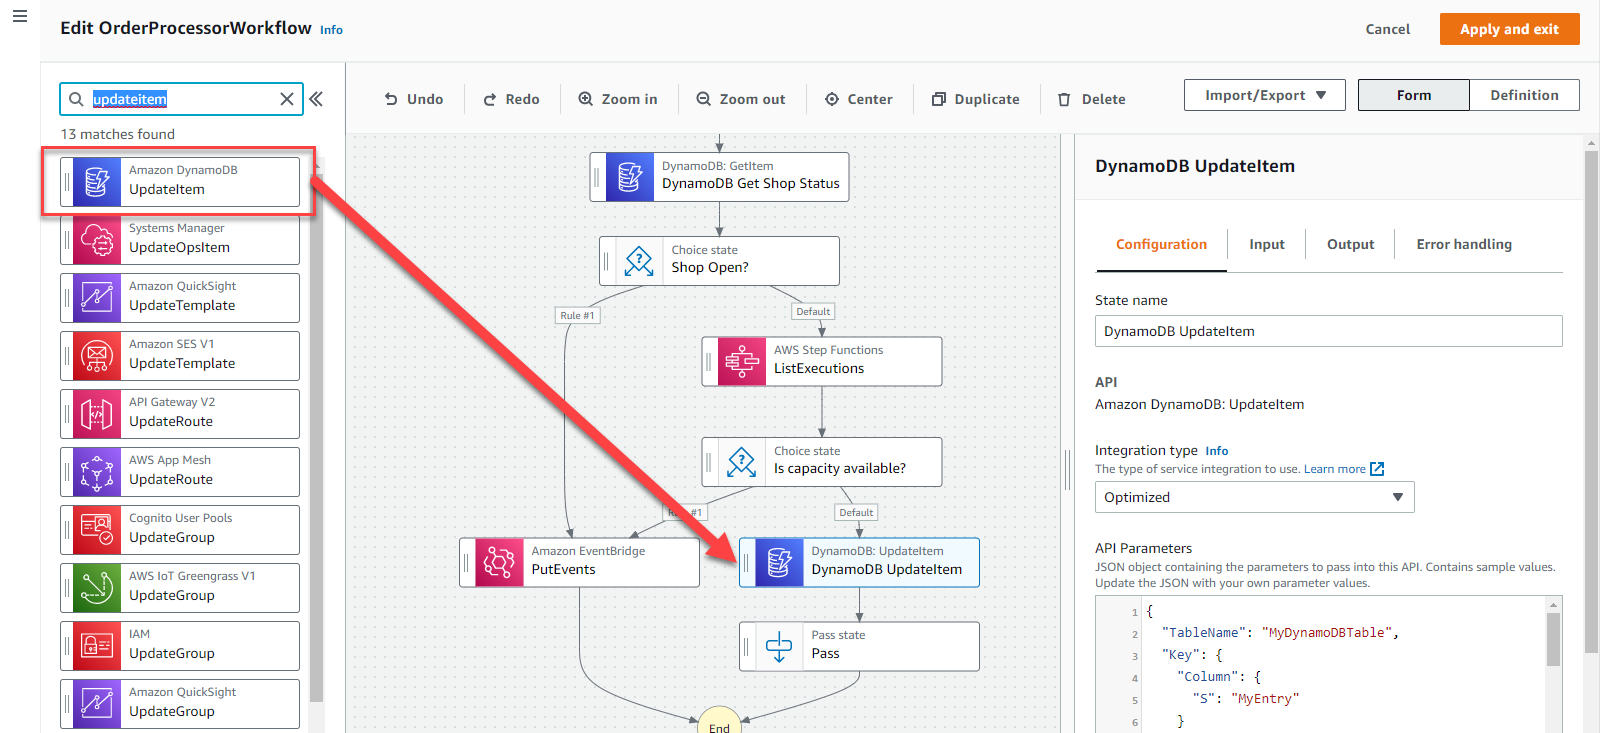 Edit OrderProcessorWorkflow Info
Cancel
Apply and exit
updateitem
13 matches found
Amazon DynamoDB
UpdateItem
Systems Manager
UpdateOpsItem
Amazon QuickSight
UpdateTemplate
Amazon SES V1
UpdateTemplate
API Gateway V2
UpdateRoute
AWS App Mesh
UpdateRoute
Cognito User Pools
UpdateGroup
AWS IoT Greengrass V1
UpdateGroup
IAM
UpdateGroup
Amazon QuickSight
UpdateGroup
Undo
Redo
Zoom in
Zoom out
Center
Duplicate
Delete
Import/Export
Form
Definition
DynamoDB: GetItem
DynamoDB Get Shop Status
Choice state
Shop Open?
Rule #1
Default
AWS Step Functions
ListExecutions
Choice state
Is capacity available?
#1
Default
Amazon EventBridge
PutEvents
DynamoDB: UpdateItem
DynamoDB UpdateItem
Pass state
Pass
End
DynamoDB UpdateItem
Configuration
Input
Output
Error handling
State name
DynamoDB UpdateItem
API
Amazon DynamoDB: UpdateItem
Integration type Info
The type of service integration to use. Learn more
Optimized
API Parameters
JSON object containing the parameters to pass into this API. Contains sample values.
Update the JSON with your own parameter values.
1 {
2 "TableName": "MyDynamoDBTable",
3 "Key": {
4 "Column": {
5 "S": "MyEntry"
6 }